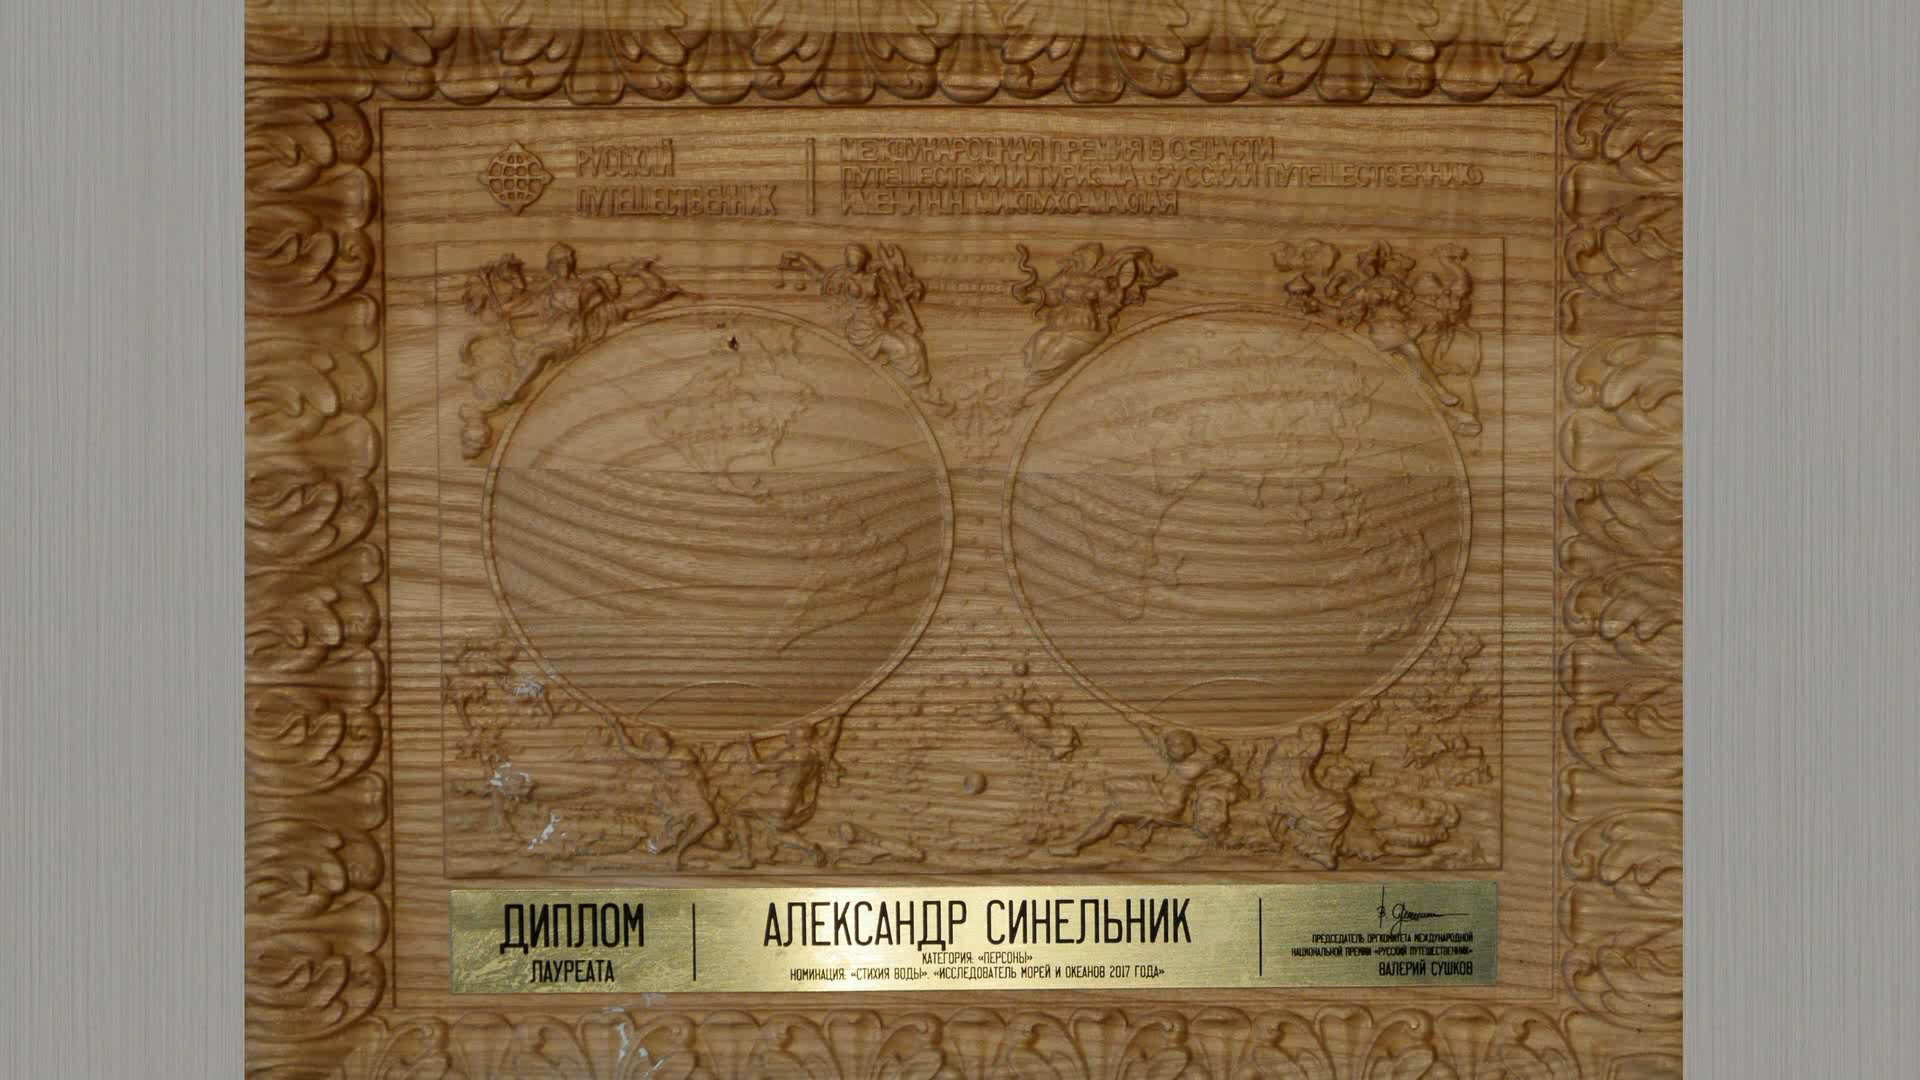 РУССКИЙ
ПУТЕШЕСТВЕННИК
МЕЖДУНАРОДНАЯ ПРЕМИЯ В ОБЛАСТИ
ПУТЕШЕСТВИЙ И ТУРИЗМА «РУССКИЙ ПУТЕШЕСТВЕННИК»
ИМЕНИ Н.Н. МИКЛУХО-МАКЛАЯ
ДИПЛОМ
ЛАУРЕАТА
АЛЕКСАНДР СИНЕЛЬНИК
КАТЕГОРИЯ: «ПЕРСОНЫ»
НОМИНАЦИЯ: «СТИХИЯ ВОДЫ». «ИССЛЕДОВАТЕЛЬ МОРЕЙ И ОКЕАНОВ 2017 ГОДА»
ПРЕДСЕДАТЕЛЬ ОРГКОМИТЕТА МЕЖДУНАРОДНОЙ
НАЦИОНАЛЬНОЙ ПРЕМИИ «РУССКИЙ ПУТЕШЕСТВЕННИК»
ВАЛЕРИЙ СУШКОВ